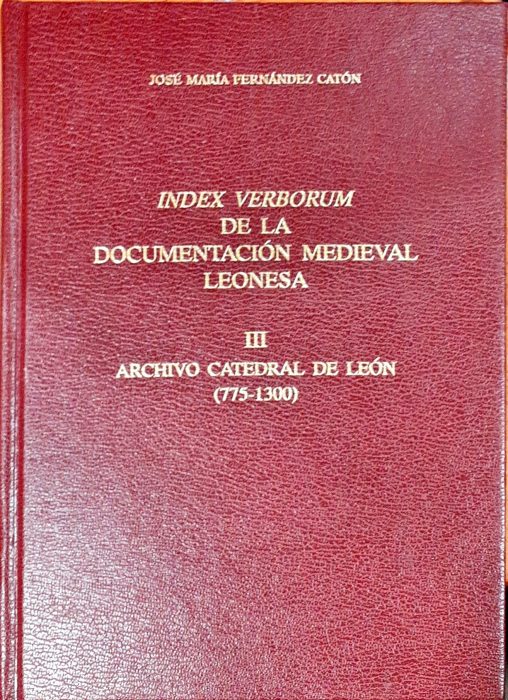 JOSÉ MARÍA FERNÁNDEZ CATÓN
INDEX VERBORUM
DE LA
DOCUMENTACIÓN MEDIEVAL
LEONESA
III
ARCHIVO CATEDRAL DE LEÓN
(775-1300)